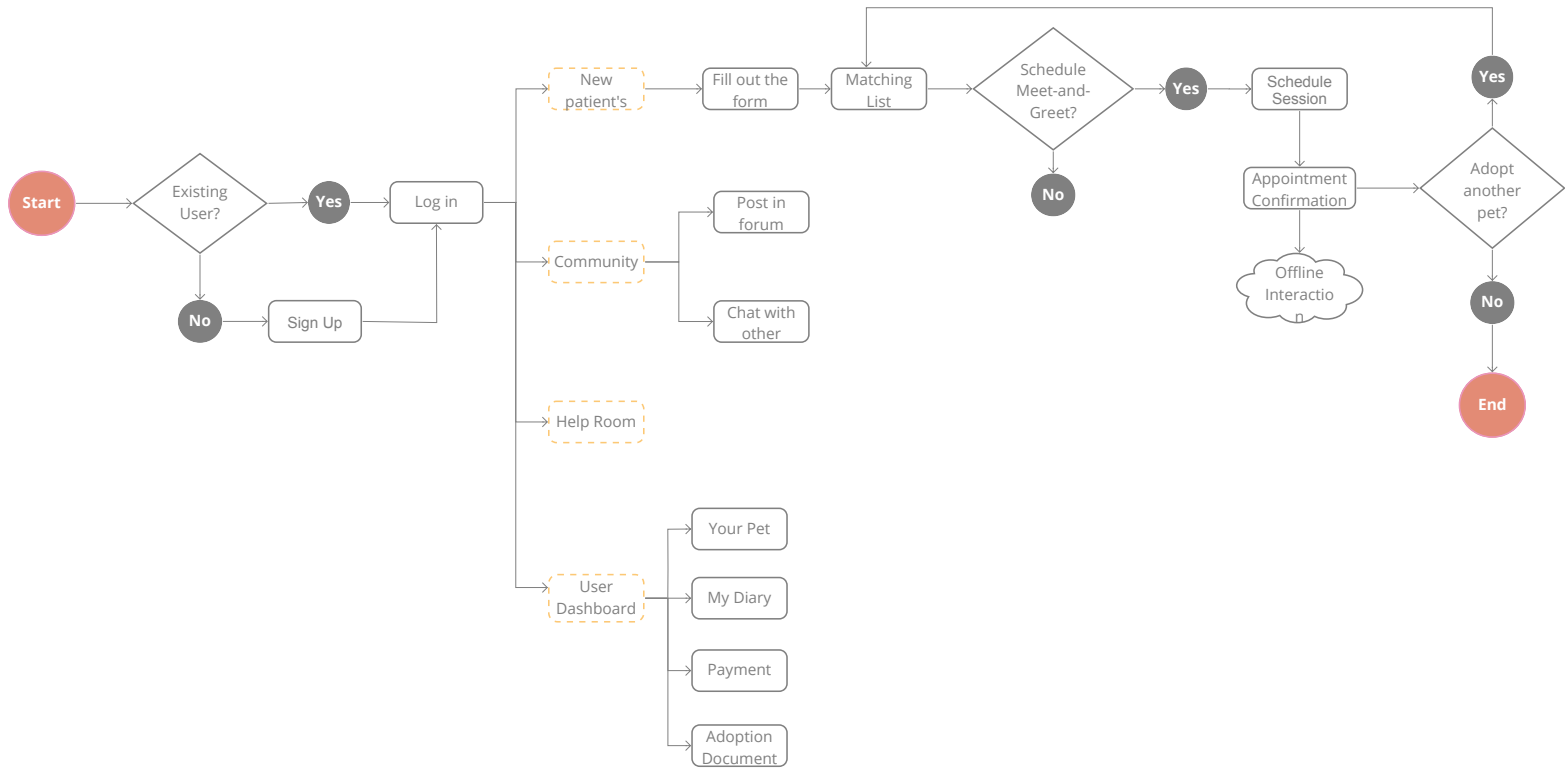 Start
Existing
User?
Yes
No
Sign Up
Log in
New
patient's
Fill out the
form
Matching
List
Schedule
Meet-and-
Greet?
Yes
No
Schedule
Session
Appointment
Confirmation
Offline
Interactio
n
Adopt
another
pet?
Yes
No
End
Community
Post in
forum
Chat with
other
Help Room
User
Dashboard
Your Pet
My Diary
Payment
Adoption
Document